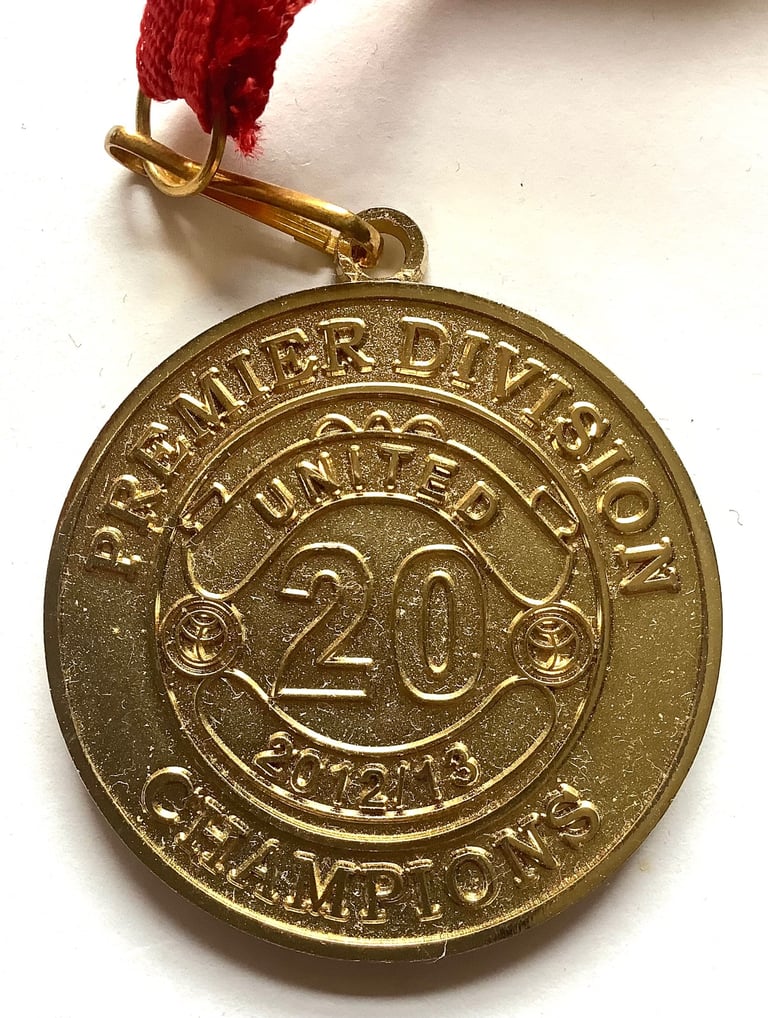 PREMIER DIVISION
UNITED
20
2012/13
CHAMPIONS